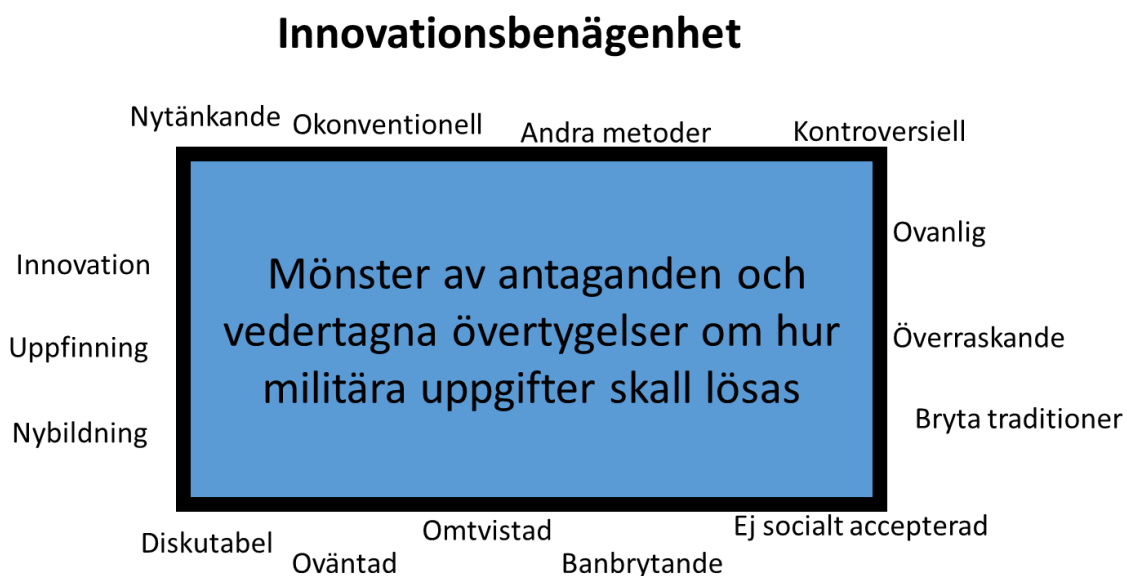 Innovationsbenägenhet
Nytänkande
Okonventionell
Andra metoder
Kontroversiell
Ovanlig
Innovation
Mönster av antaganden och
vedertagna övertygelser om hur
militära uppgifter skall lösas
Uppfinning
Överraskande
Nybildning
Bryta traditioner
Diskutabel
Oväntad
Omtvistad
Banbrytande
Ej socialt accepterad